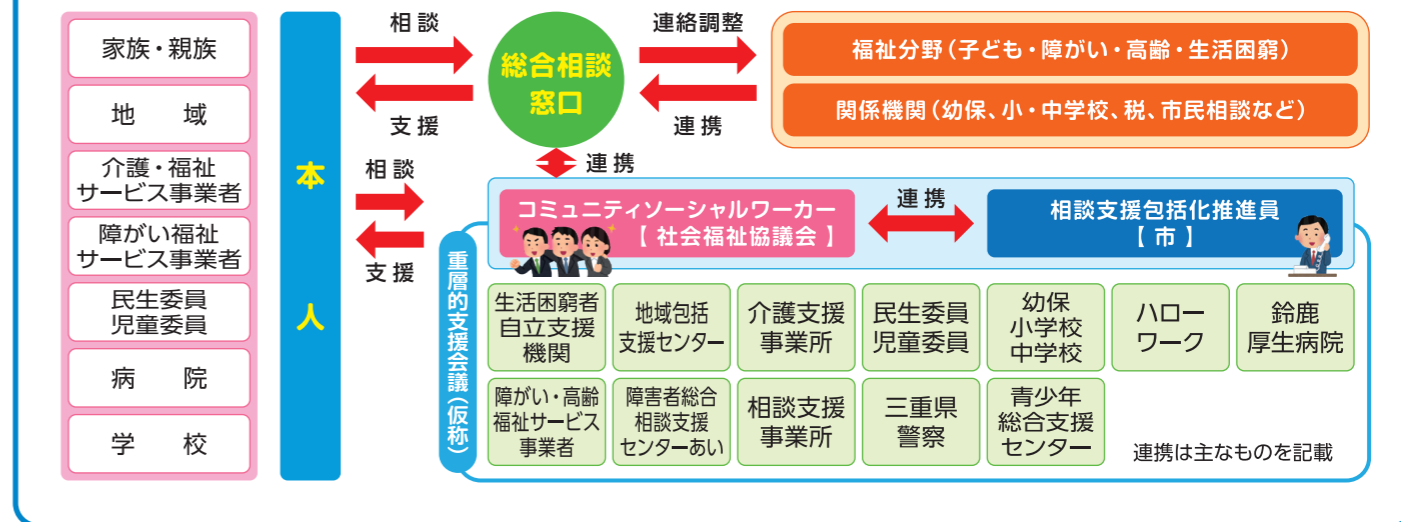 家族・親族
地　域
介護・福祉
サービス事業者
障がい福祉
サービス事業者
民生委員
児童委員
病　院
学　校
本人
相談
支援
相談
支援
総合相談
窓口
連絡調整
連携
福祉分野（子ども・障がい・高齢・生活困窮）
関係機関（幼保、小・中学校、税、市民相談など）
連携
コミュニティソーシャルワーカー
【 社会福祉協議会 】
連携
相談支援包括化推進員
【 市 】
重層的支援会議（仮称）
生活困窮者
自立支援
機関
地域包括
支援センター
介護支援
事業所
民生委員
児童委員
幼保
小学校
中学校
ハロー
ワーク
鈴鹿
厚生病院
障がい・高齢
福祉サービス
事業者
障害者総合
相談支援
センターあい
相談支援
事業所
三重県
警察
青少年
総合支援
センター
連携は主なものを記載